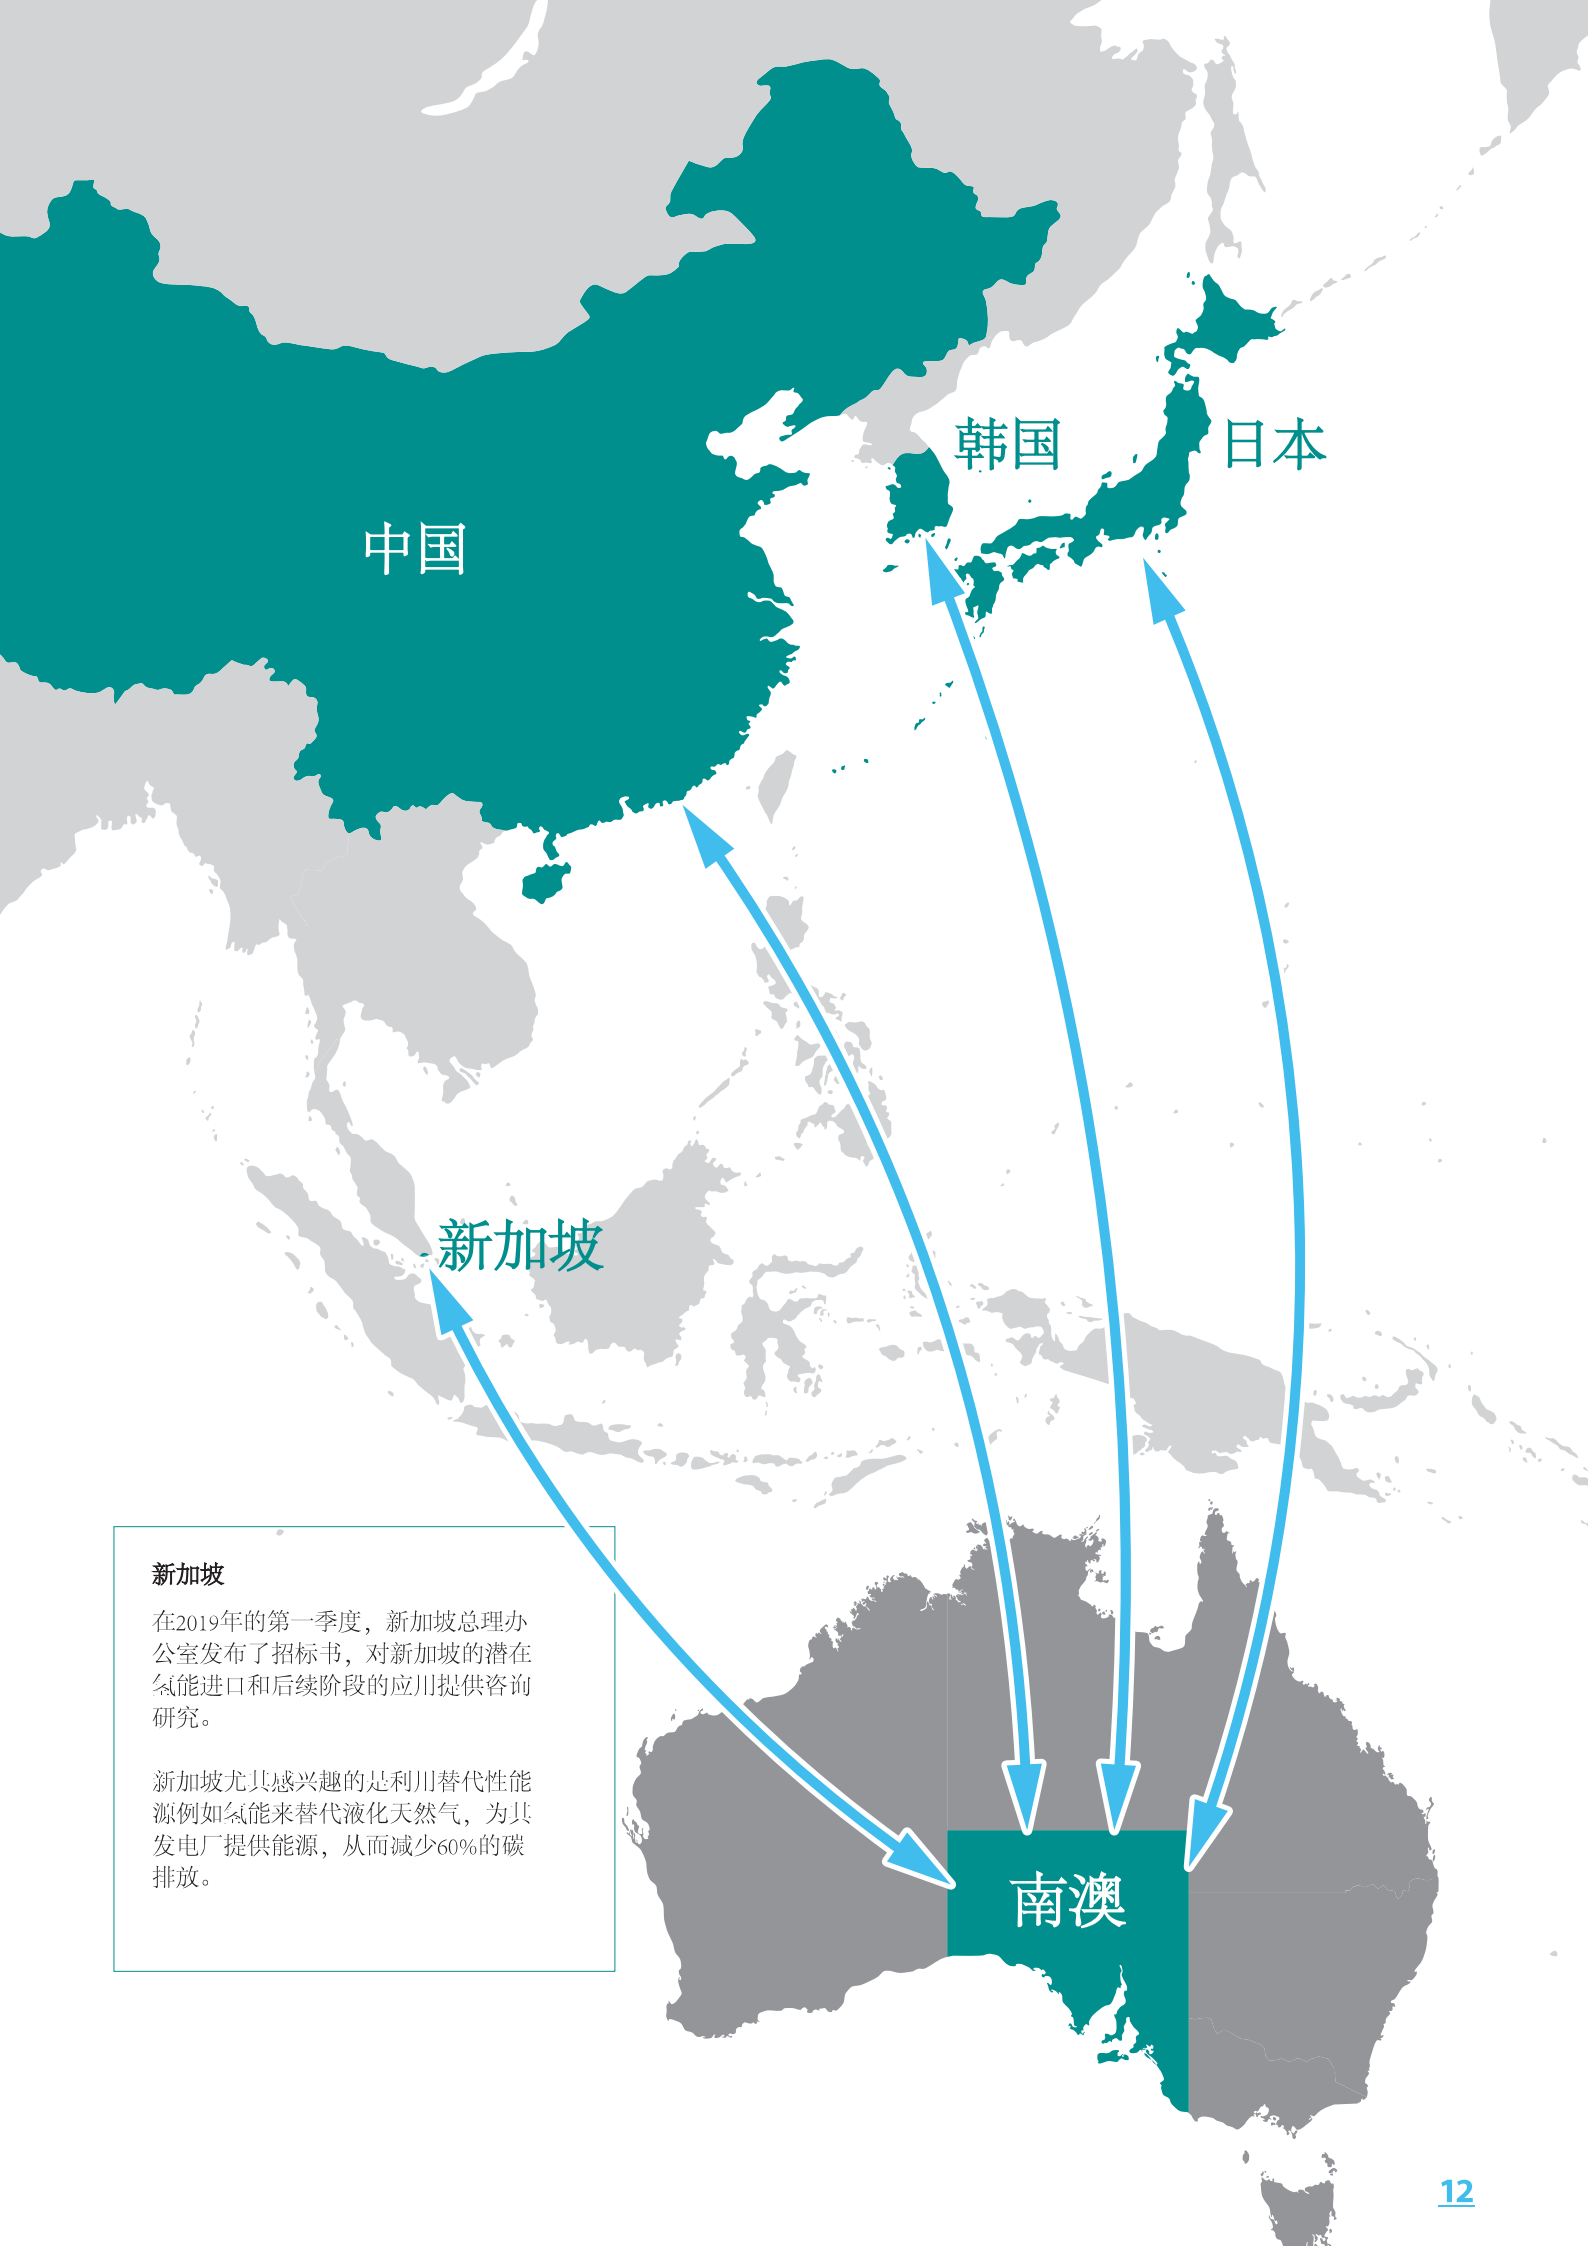 韩国
日本
中国
新加坡
新加坡
在2019年的第一季度，新加坡总理办
公室发布了招标书，对新加坡的潜在
氢能进口和后续阶段的应用提供咨询
研究。
新加坡尤其感兴趣的是利用替代性能
源例如氢能来替代液化天然气，为其
发电厂提供能源，从而减少60%的碳
排放。
南澳
12